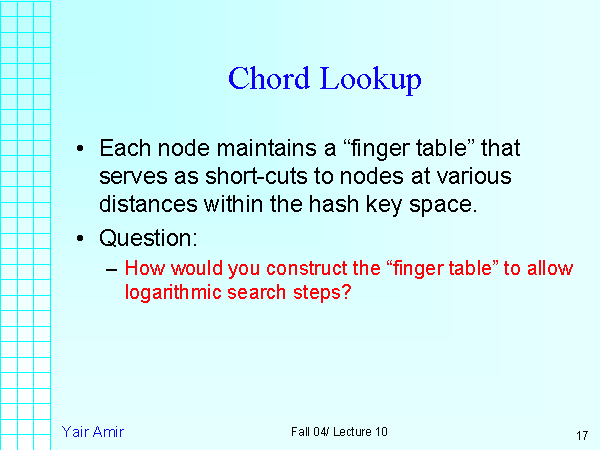 Chord Lookup
• Each node maintains a “finger table” that
serves as short-cuts to nodes at various
distances within the hash key space.
• Question:
– How would you construct the “finger table” to allow
logarithmic search steps?
Yair Amir
Fall 04/ Lecture 10
17